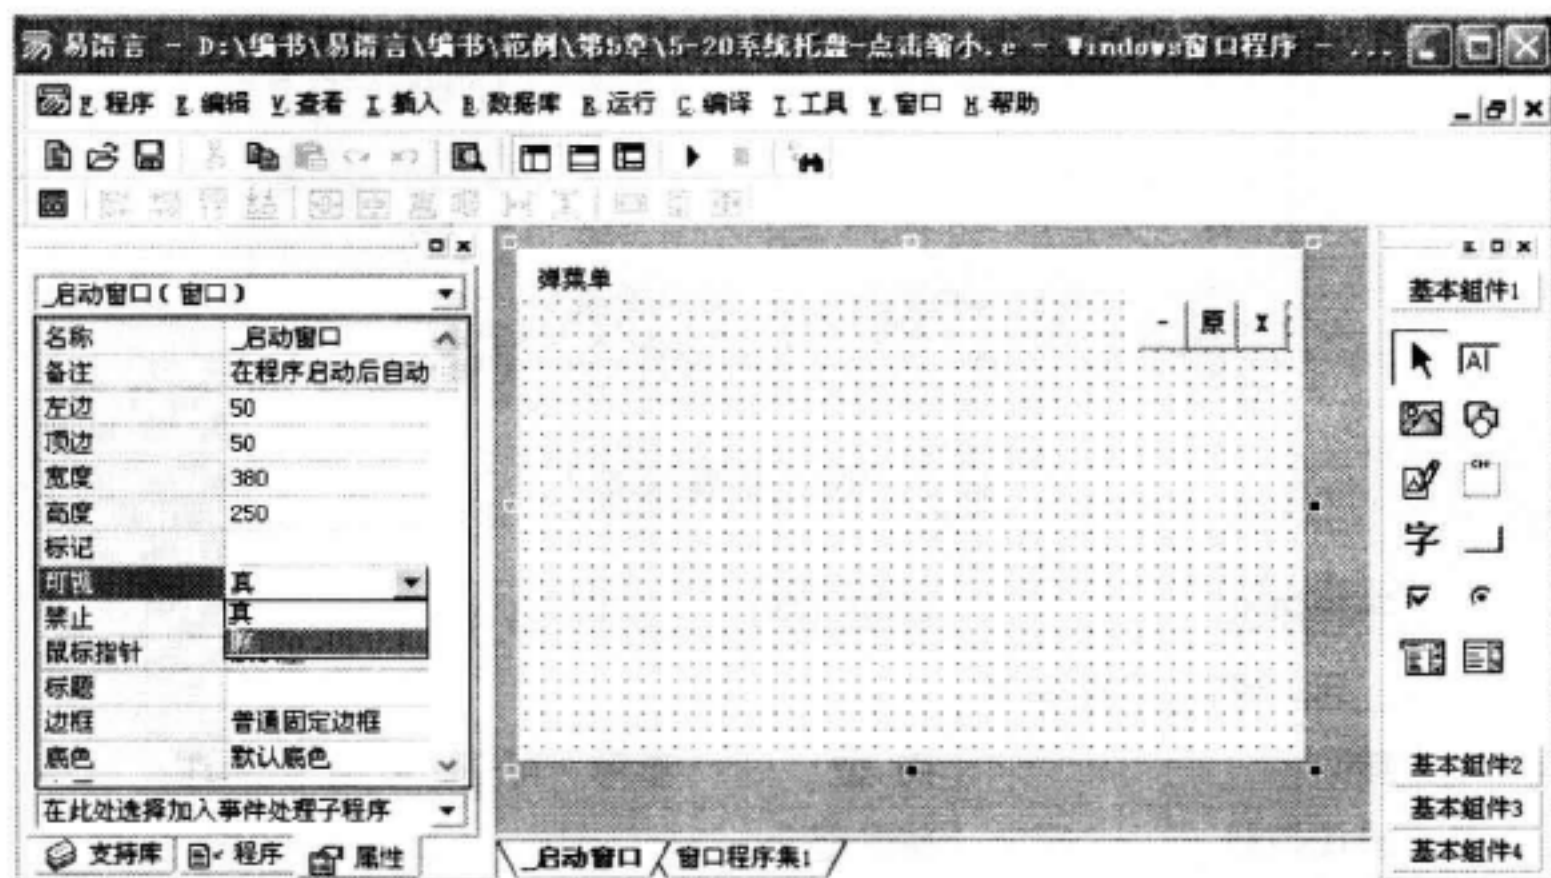 易语言 - D:\编书\易语言\编书\范例\第5章\5-20系统托盘-点击缩小.e - Windows窗口程序 - ...
F.程序 E.编辑 V.查看 I.插入 B.数据库 R.运行 C.编译 T.工具 W.窗口 H.帮助
_启动窗口(窗口)
名称 _启动窗口
备注 在程序启动后自动
左边 50
顶边 50
宽度 380
高度 250
标记
可视 真
真
禁止
鼠标指针
标题
边框 普通固定边框
底色 默认底色
在此处选择加入事件处理子程序
支持库 程序 属性
弹菜单
- 原 X
_启动窗口 窗口程序集1
基本组件1
A
字
基本组件2
基本组件3
基本组件4